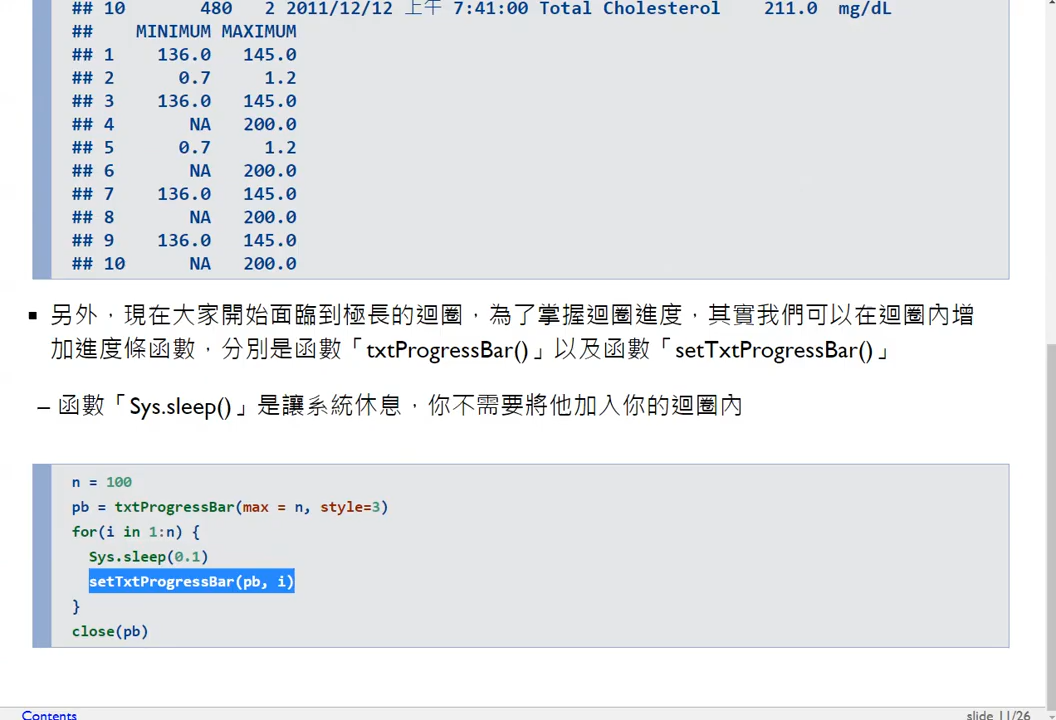 ## 10       480   2 2011/12/12 上午 7:41:00 Total Cholesterol    211.0  mg/dL
##    MINIMUM MAXIMUM
## 1    136.0   145.0
## 2      0.7     1.2
## 3    136.0   145.0
## 4       NA   200.0
## 5      0.7     1.2
## 6       NA   200.0
## 7    136.0   145.0
## 8       NA   200.0
## 9    136.0   145.0
## 10      NA   200.0
▪ 另外，現在大家開始面臨到極長的迴圈，為了掌握迴圈進度，其實我們可以在迴圈內增
加進度條函數，分別是函數「txtProgressBar()」以及函數「setTxtProgressBar()」
– 函數「Sys.sleep()」是讓系統休息，你不需要將他加入你的迴圈內
n = 100
pb = txtProgressBar(max = n, style=3)
for(i in 1:n) {
  Sys.sleep(0.1)
  setTxtProgressBar(pb, i)
}
close(pb)
Contents
slide 11/26